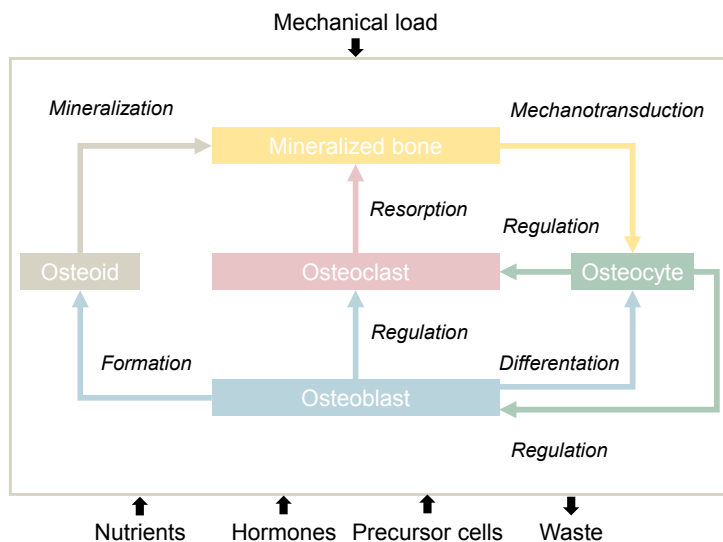 Mechanical load
Mineralization
Mechanotransduction
Mineralized bone
Resorption
Regulation
Osteoid
Osteoclast
Osteocyte
Formation
Regulation
Differentation
Osteoblast
Regulation
Nutrients
Hormones
Precursor cells
Waste